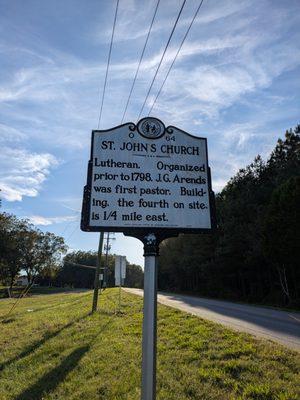 O 64
ST. JOHN'S CHURCH
Lutheran. Organized
prior to 1798. J.G. Arends
was first pastor. Build-
ing, the fourth on site,
is 1/4 mile east.